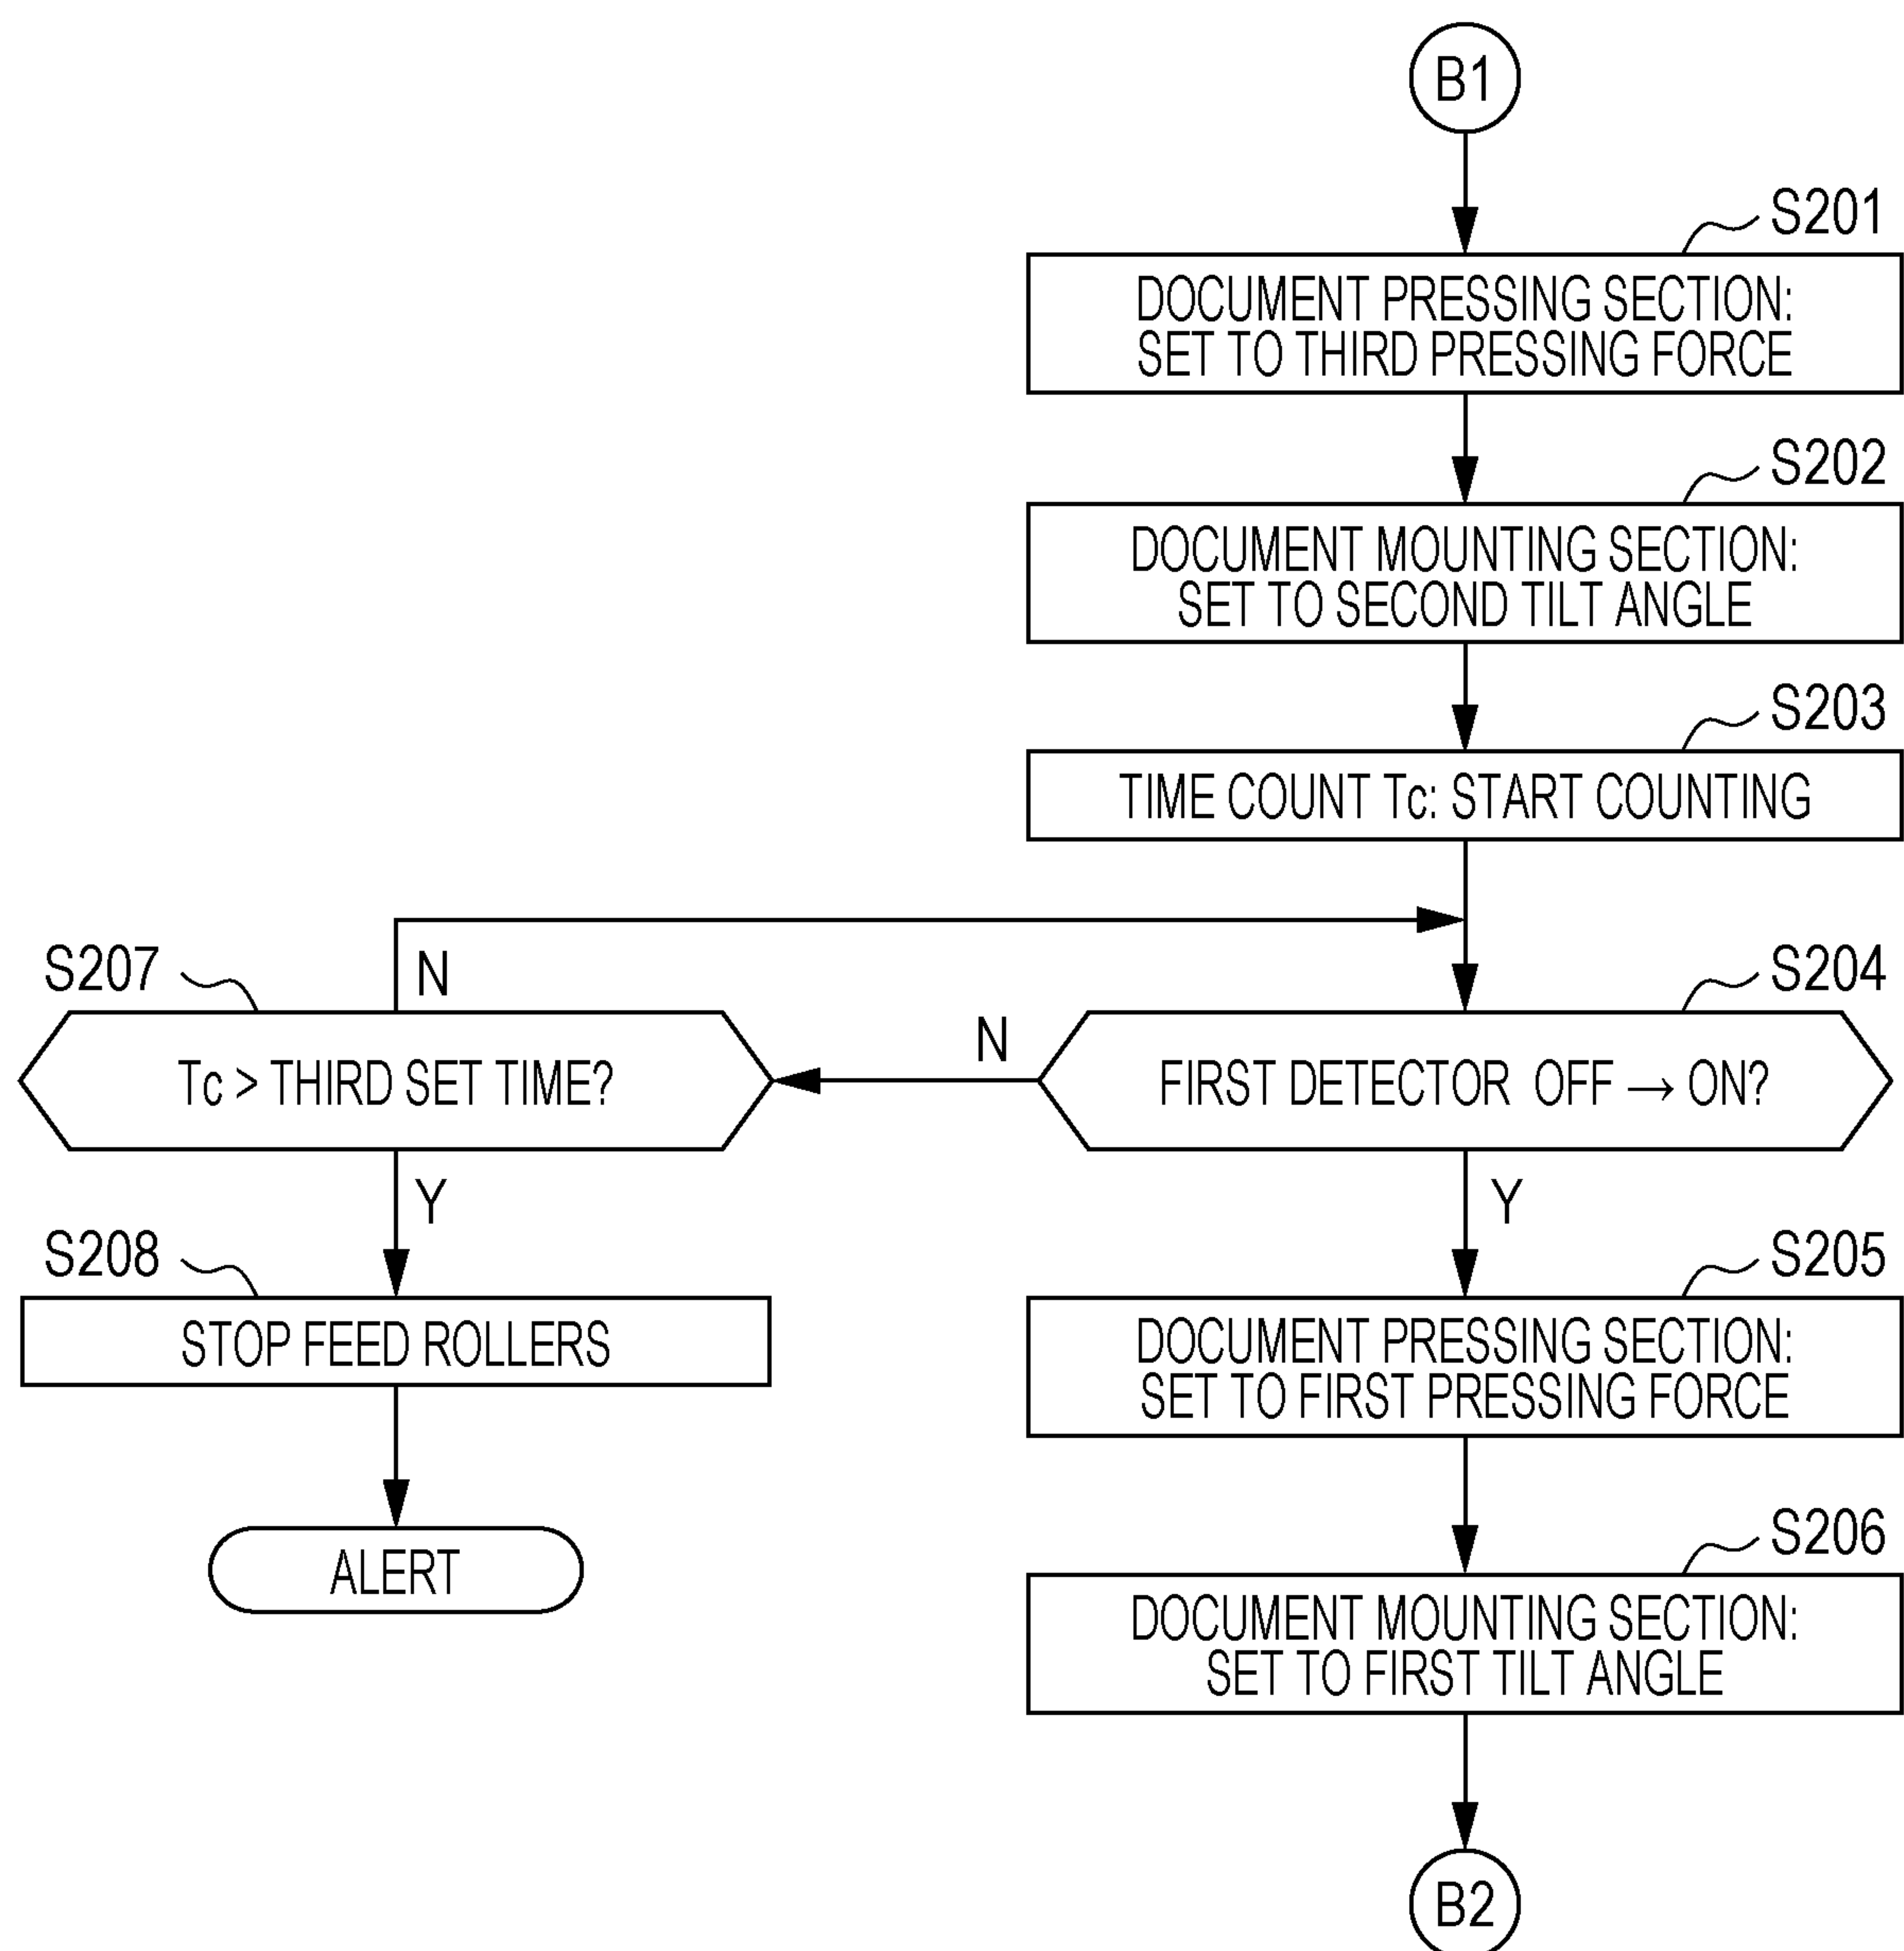 B1
S201
DOCUMENT PRESSING SECTION:
SET TO THIRD PRESSING FORCE
S202
DOCUMENT MOUNTING SECTION:
SET TO SECOND TILT ANGLE
S203
TIME COUNT Tc: START COUNTING
S207
N
S204
N
Tc > THIRD SET TIME?
FIRST DETECTOR OFF → ON?
Y
Y
S208
S205
STOP FEED ROLLERS
DOCUMENT PRESSING SECTION:
SET TO FIRST PRESSING FORCE
S206
ALERT
DOCUMENT MOUNTING SECTION:
SET TO FIRST TILT ANGLE
B2